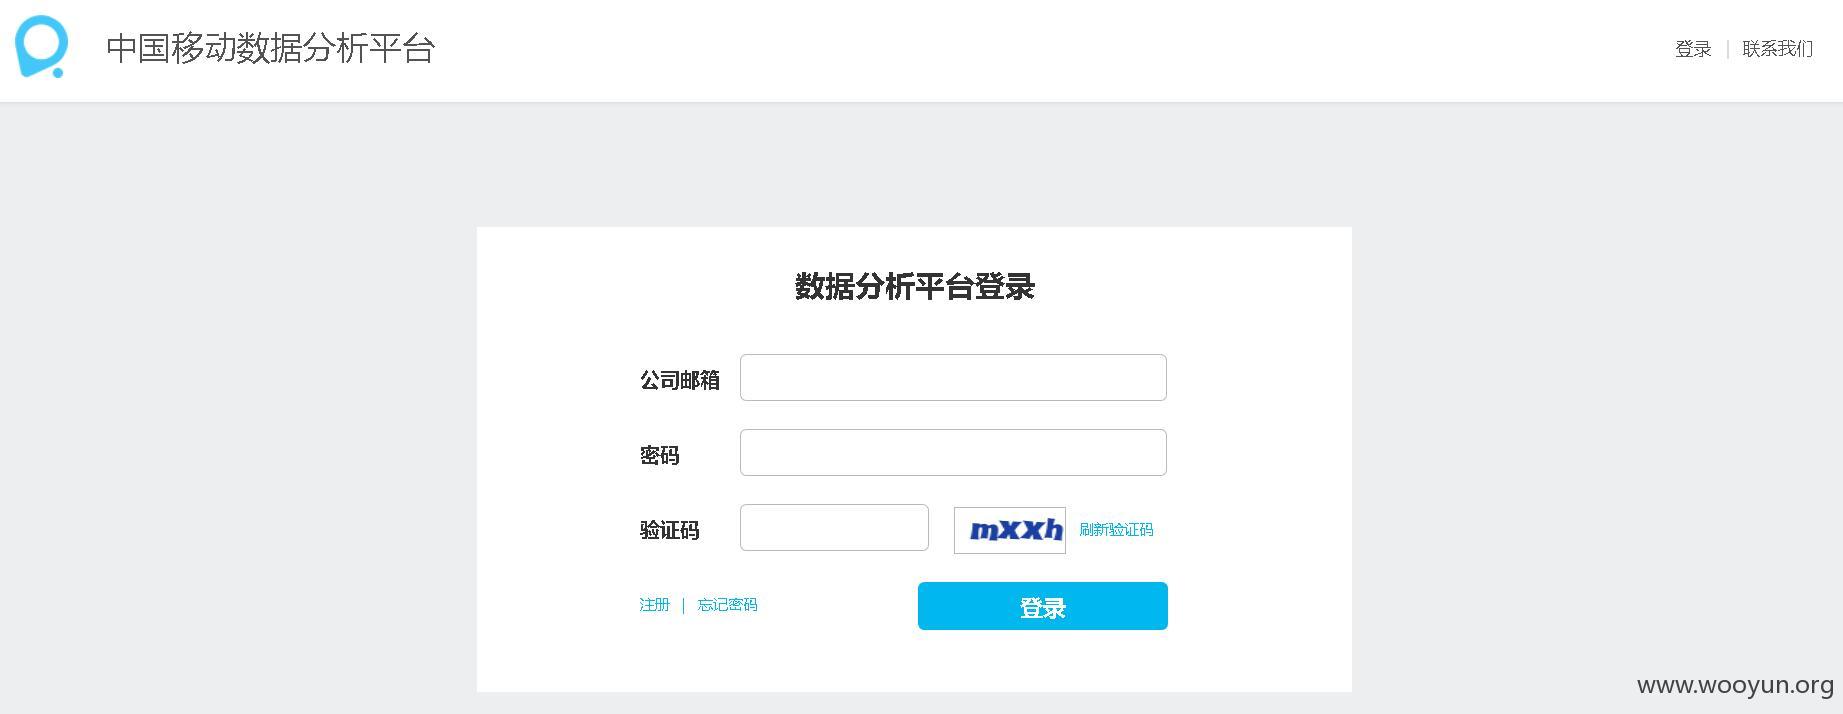 中国移动数据分析平台
登录 | 联系我们
数据分析平台登录
公司邮箱
密码
验证码 mxxh 刷新验证码
注册 | 忘记密码 登录
www.wooyun.org